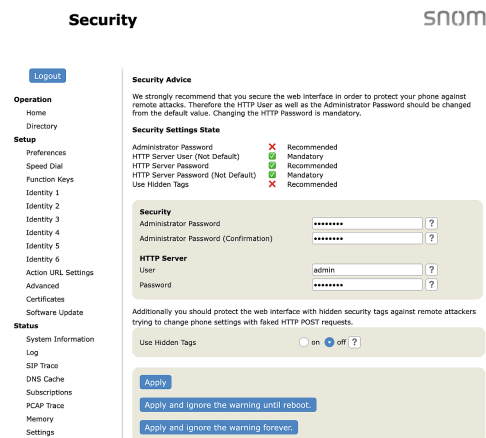 Security
snom
Logout
Operation
Home
Directory
Setup
Preferences
Speed Dial
Function Keys
Identity 1
Identity 2
Identity 3
Identity 4
Identity 5
Identity 6
Action URL Settings
Advanced
Certificates
Software Update
Status
System Information
Log
SIP Trace
DNS Cache
Subscriptions
PCAP Trace
Memory
Settings
Security Advice
We strongly recommend that you secure the web interface in order to protect your phone against
remote attacks. Therefore the HTTP User as well as the Administrator Password should be changed
from the default value. Changing the HTTP Password is mandatory.
Security Settings State
Administrator Password Recommended
HTTP Server User (Not Default) Mandatory
HTTP Server Password Recommended
HTTP Server Password (Not Default) Mandatory
Use Hidden Tags Recommended
Security
Administrator Password •••••••• ?
Administrator Password (Confirmation) •••••••• ?
HTTP Server
User admin ?
Password •••••••• ?
Additionally you should protect the web interface with hidden security tags against remote attackers
trying to change phone settings with faked HTTP POST requests.
Use Hidden Tags on off ?
Apply
Apply and ignore the warning until reboot.
Apply and ignore the warning forever.